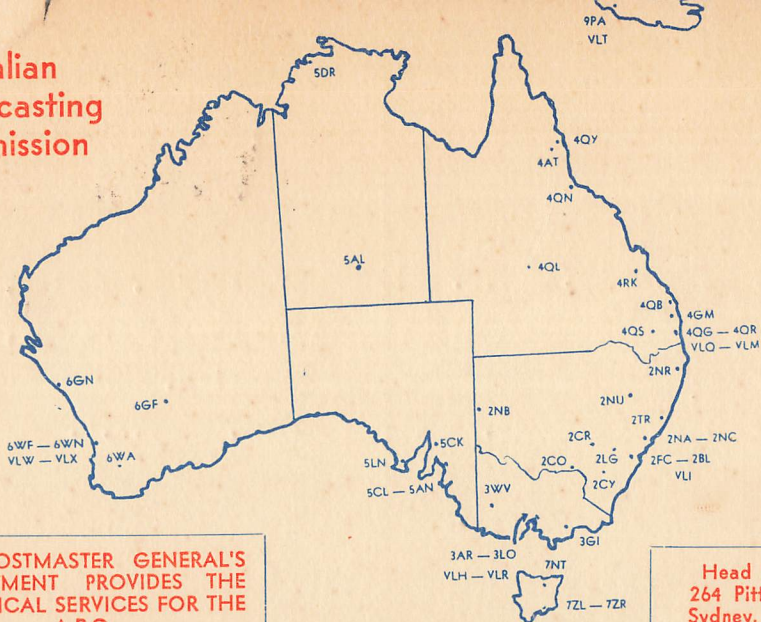 9PA
VLT
lian
casting
ission
5DR
4QY
4AT
4QN
5AL
4QL
4RK
4QB
4GM
4QS
4QG — 4QR
VLQ — VLM
2NR
6GN
6GF
2NU
2NB
2TR
6WF — 6WN
VLW — VLX
6WA
5CK
2CR
2NA — 2NC
5LN
2CO
2LG
2FC — 2BL
VLI
5CL — 5AN
3WV
2CY
3GI
3AR — 3LO
VLH — VLR
7NT
7ZL — 7ZR
OSTMASTER GENERAL'S
MENT PROVIDES THE
ICAL SERVICES FOR THE
Head
264 Pitt
Sydney.